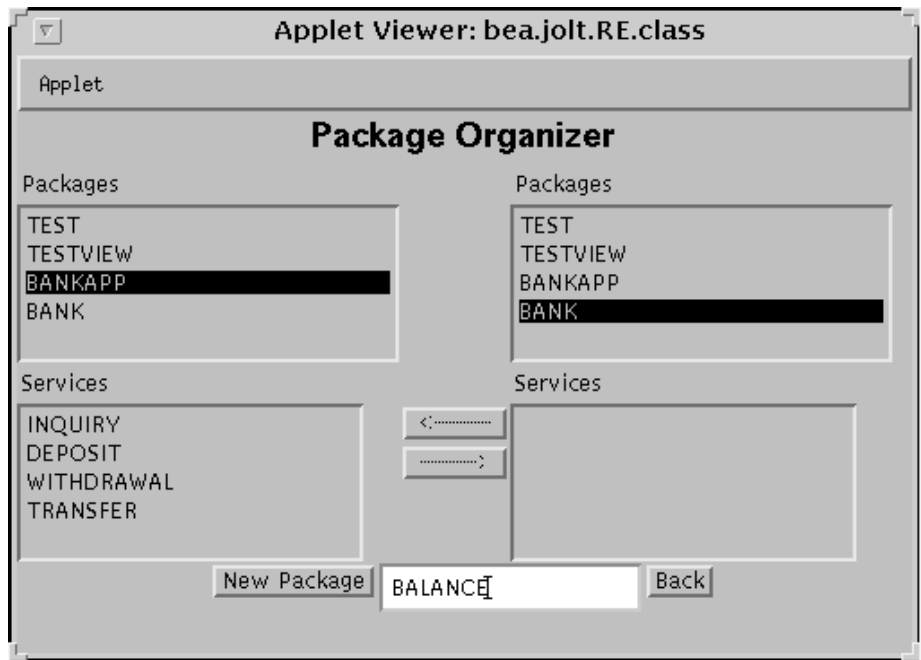 Applet Viewer: bea.jolt.RE.class
Applet
Package Organizer
Packages
TEST
TESTVIEW
BANKAPP
BANK
Packages
TEST
TESTVIEW
BANKAPP
BANK
Services
INQUIRY
DEPOSIT
WITHDRAWAL
TRANSFER
<-------------
------------->
Services
New Package
BALANCE
Back